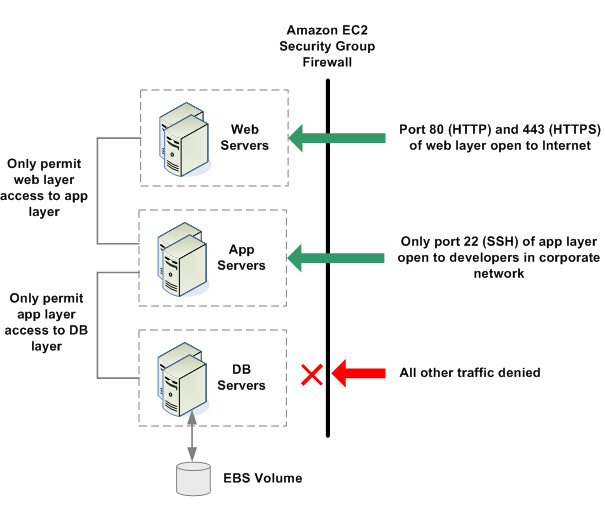 Amazon EC2
Security Group
Firewall
Web
Servers
Port 80 (HTTP) and 443 (HTTPS)
of web layer open to Internet
Only permit
web layer
access to app
layer
App
Servers
Only port 22 (SSH) of app layer
open to developers in corporate
network
Only permit
app layer
access to DB
layer
DB
Servers
All other traffic denied
EBS Volume